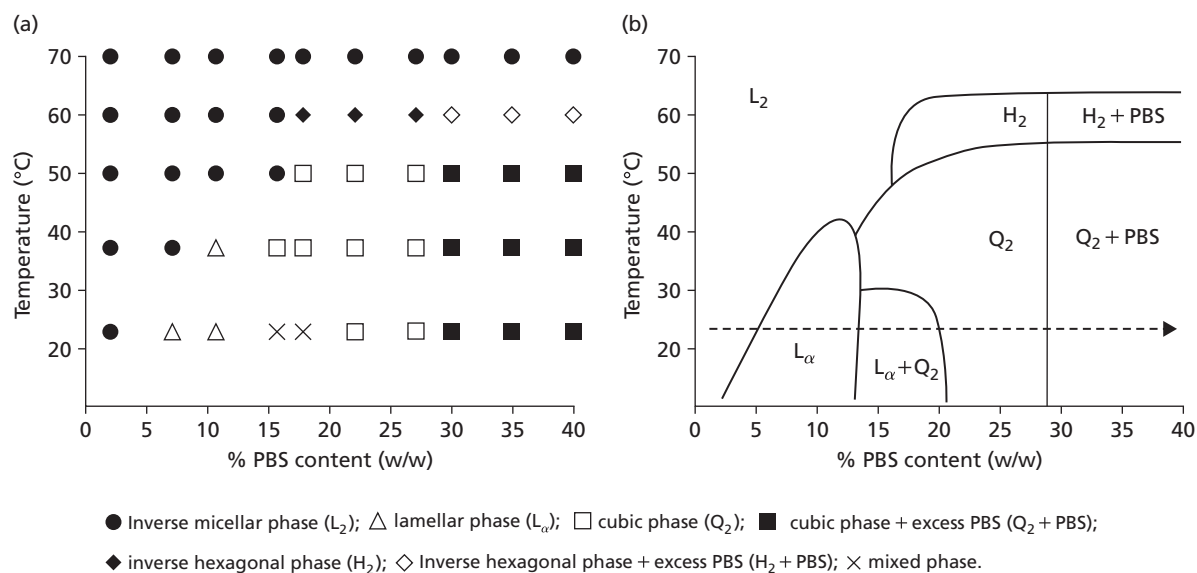 (a)
Temperature (°C)
70
60
50
40
30
20
0 5 10 15 20 25 30 35 40
% PBS content (w/w)
(b)
Temperature (°C)
70
60
50
40
30
20
L₂
H₂
H₂ + PBS
Q₂
Q₂ + PBS
Lα
Lα + Q₂
0 5 10 15 20 25 30 35 40
% PBS content (w/w)
Inverse micellar phase (L₂); lamellar phase (Lα); cubic phase (Q₂); cubic phase + excess PBS (Q₂ + PBS);
inverse hexagonal phase (H₂); Inverse hexagonal phase + excess PBS (H₂ + PBS); mixed phase.